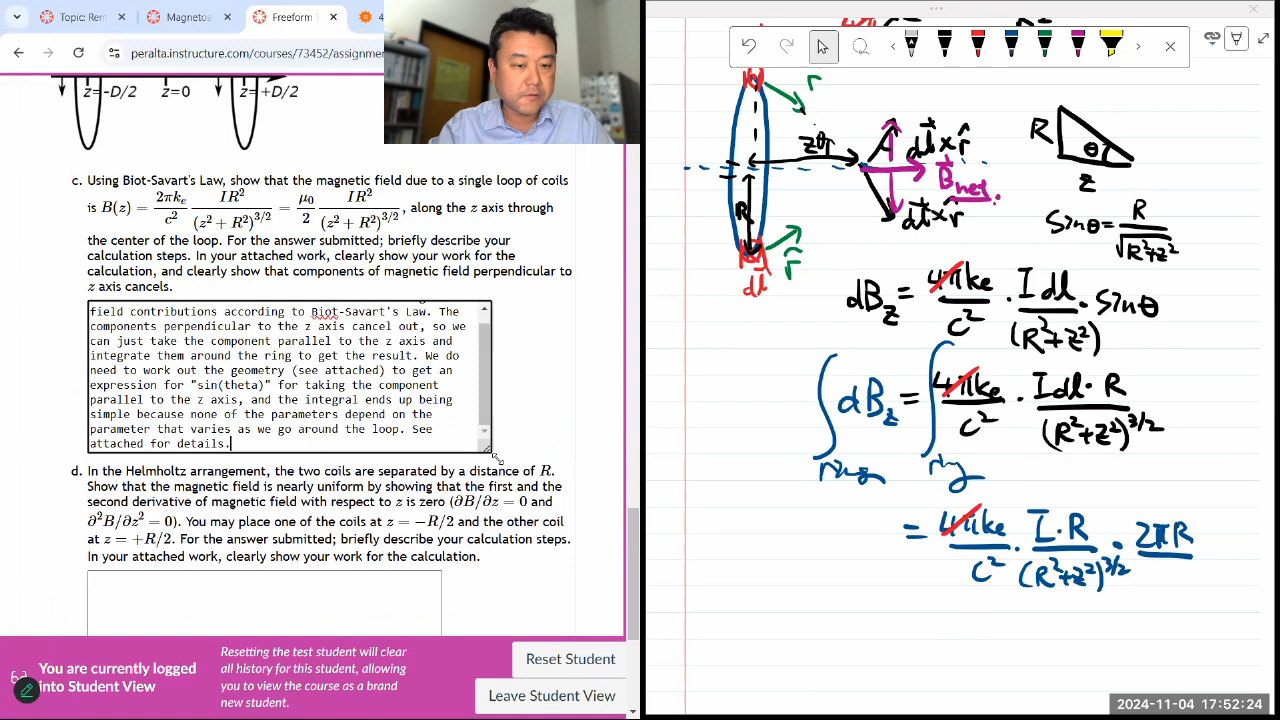 Topic Rem
Magnetos
Freeform
4
peralta.instructure.com/courses/73452/assignme
z=-D/2
z=0
z=+D/2
c. Using Biot-Savart's Law, show that the magnetic field due to a single loop of coils
is B(z) = 2πk_e/c² IR²/(z² + R²)^{3/2} = μ₀/2 IR²/(z² + R²)^{3/2}, along the z axis through
the center of the loop. For the answer submitted; briefly describe your
calculation steps. In your attached work, clearly show your work for the
calculation, and clearly show that components of magnetic field perpendicular to
z axis cancels.
field contributions according to Biot-Savart's Law. The
components perpendicular to the z axis cancel out, so we
can just take the component parallel to the z axis and
integrate them around the ring to get the result. We do
need to work out the geometry (see attached) to get an
expression for "sin(theta)" for taking the component
parallel to the z axis, and the integral ends up being
simple because none of the parameters depend on the
parameter that varies as we go around the loop. See
attached for details.
d. In the Helmholtz arrangement, the two coils are separated by a distance of R.
Show that the magnetic field is nearly uniform by showing that the first and the
second derivative of magnetic field with respect to z is zero (∂B/∂z = 0 and
∂²B/∂z² = 0). You may place one of the coils at z = −R/2 and the other coil
at z = +R/2. For the answer submitted; briefly describe your calculation steps.
In your attached work, clearly show your work for the calculation.
You are currently logged
into Student View
Resetting the test student will clear
all history for this student, allowing
you to view the course as a brand
new student.
Reset Student
Leave Student View
r
z
θ
dl⃗ × r̂
B⃗net.
dl⃗ × r̂
R
r̂
dl
R
θ
z
sinθ = R/√(R²+z²)
dB_z = 4πke/c² · I dl/(R²+z²) · sinθ
∫ring dB_z = ∫ring 4πke/c² · Idl·R/(R²+z²)^{3/2}
= 4πke/c² · I·R/(R²+z²)^{3/2} · 2πR
2024-11-04 17:52:24